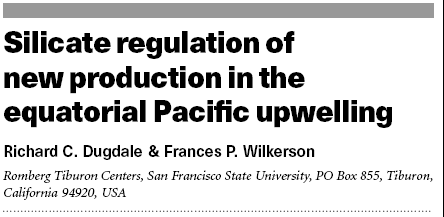 Silicate regulation of
new production in the
equatorial Pacific upwelling
Richard C. Dugdale & Frances P. Wilkerson
Romberg Tiburon Centers, San Francisco State University, PO Box 855, Tiburon,
California 94920, USA